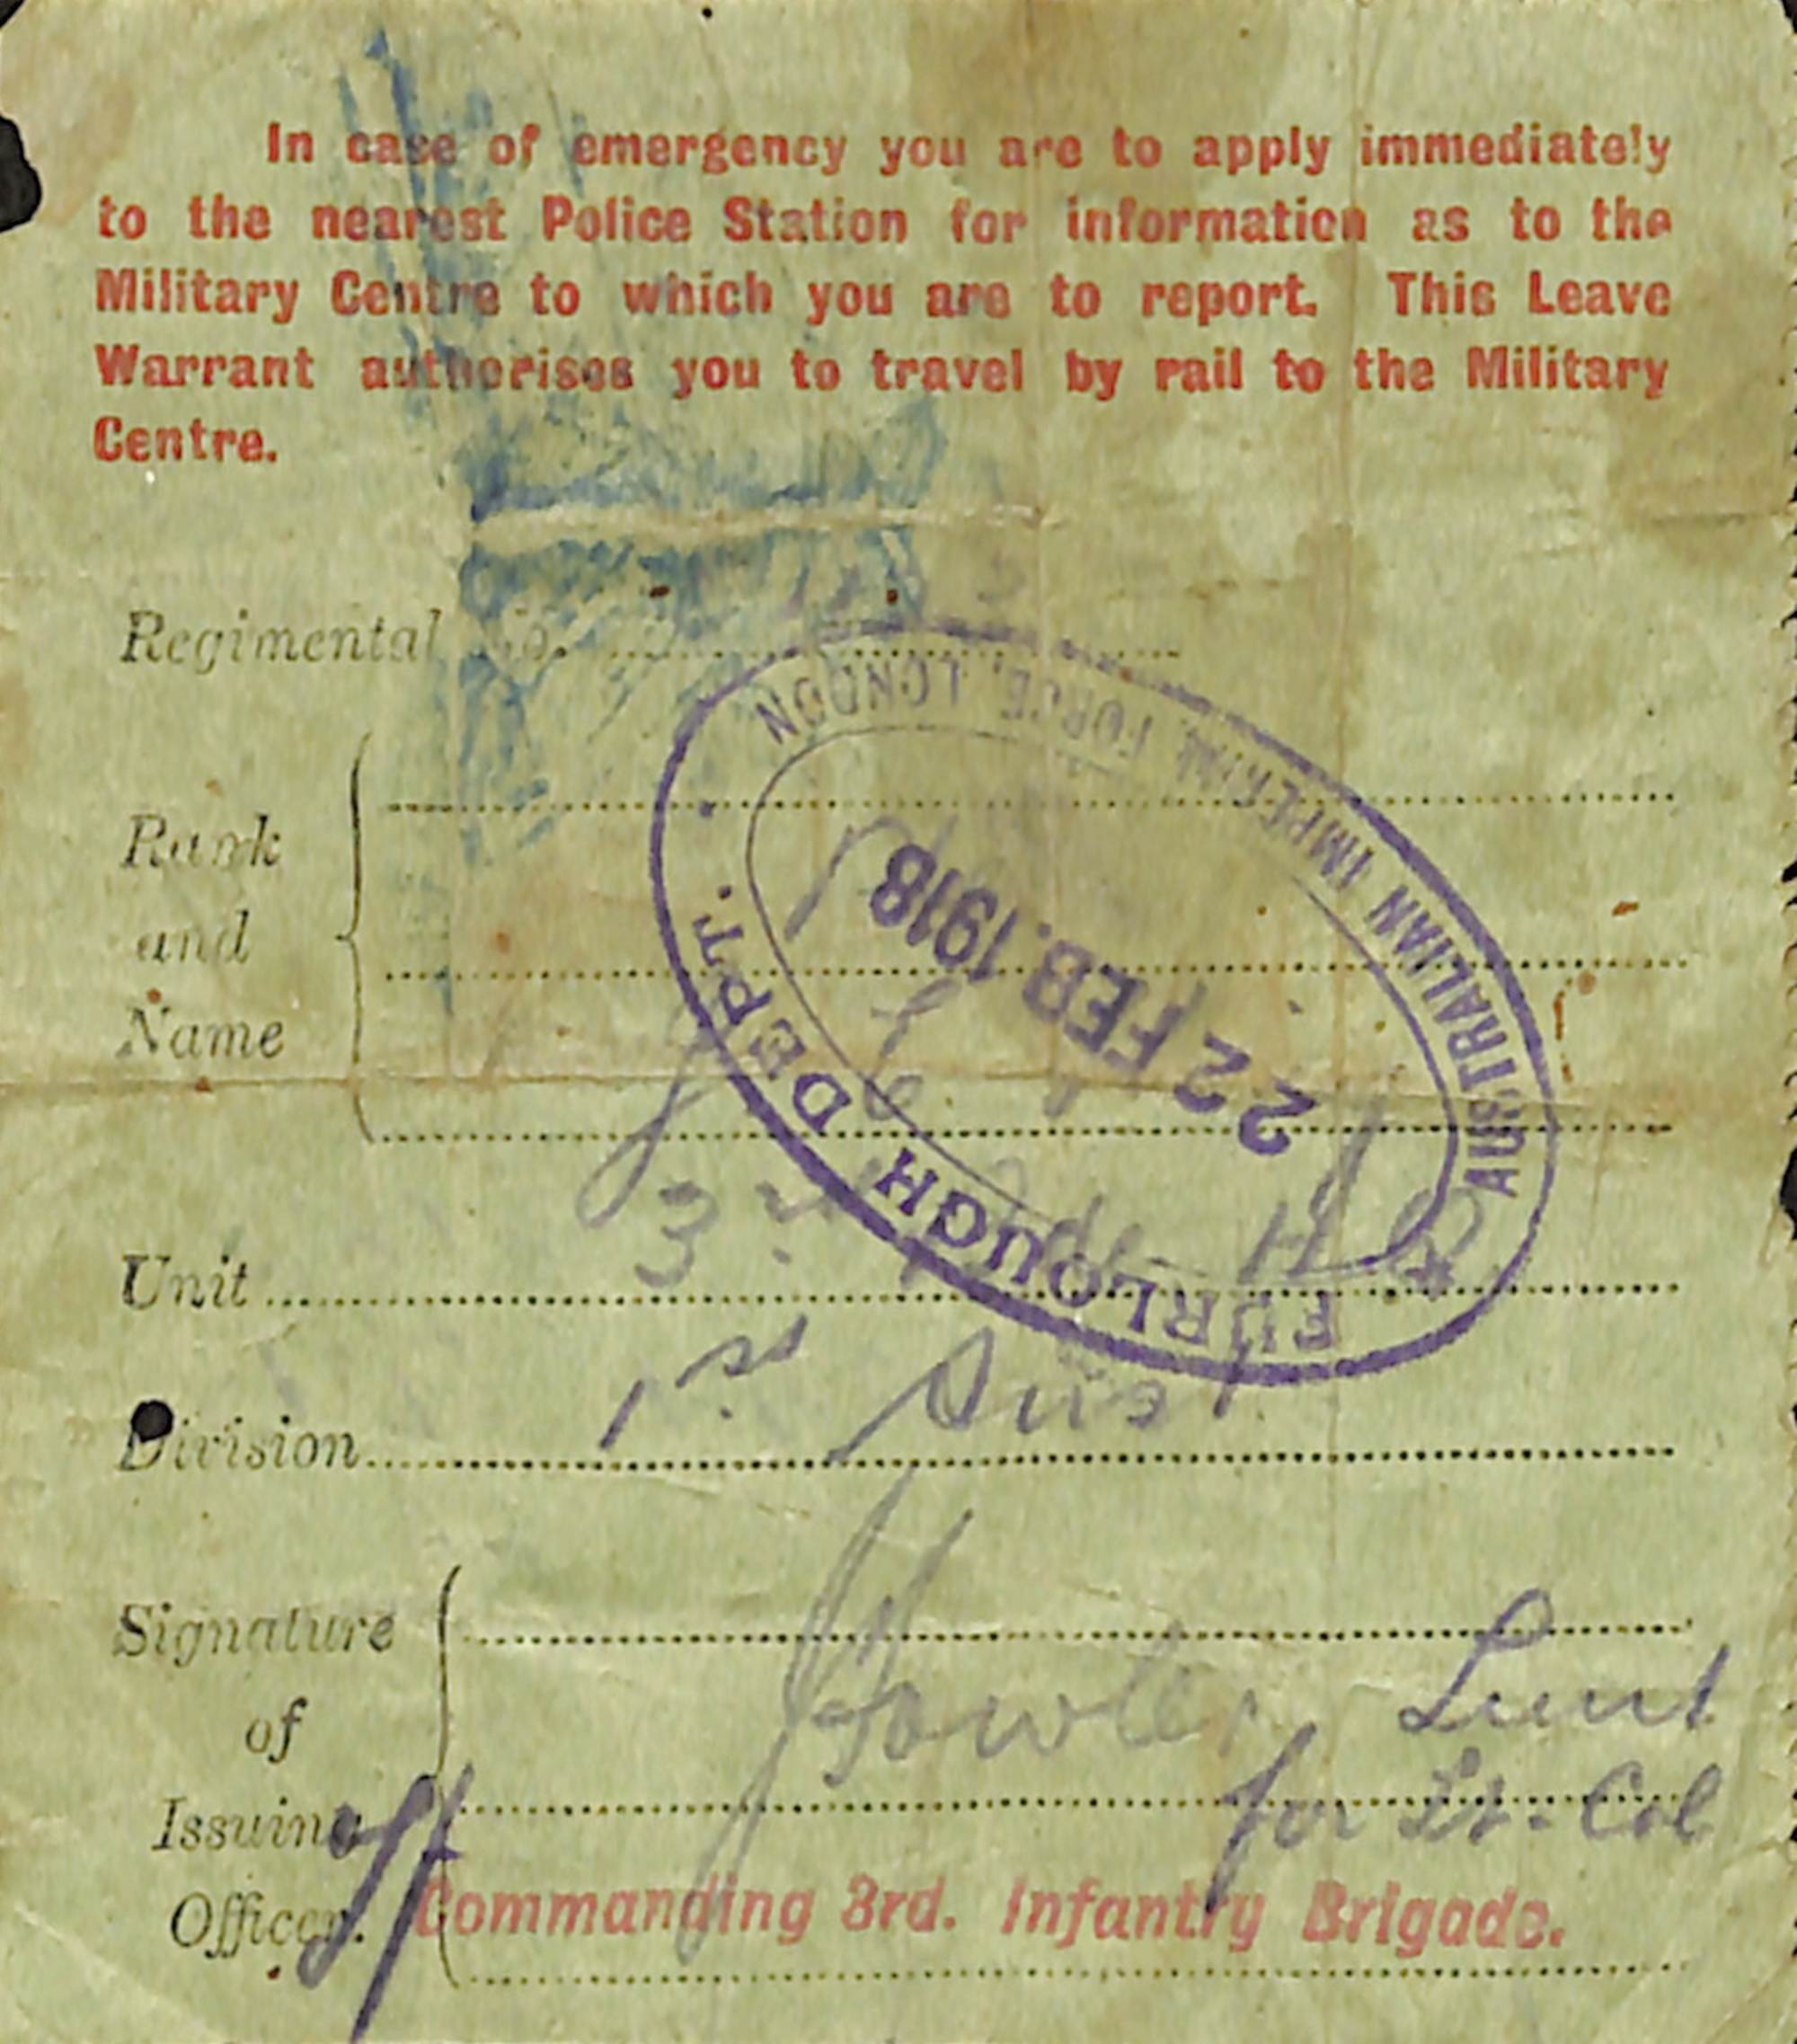 In case of emergency you are to apply immediately
to the nearest Police Station for information as to the
Military Centre to which you are to report. This Leave
Warrant authorises you to travel by rail to the Military
Centre.
Regimental No.
Rank
and
Name
AUSTRALIAN IMPERIAL FORCE, LONDON
22 FEB. 1918
FURLOUGH DEPT.
Unit
Division 1st
Signature
of
Issuing
Officer.
Lieut
for Lt-Col
Commanding 3rd. Infantry Brigade.